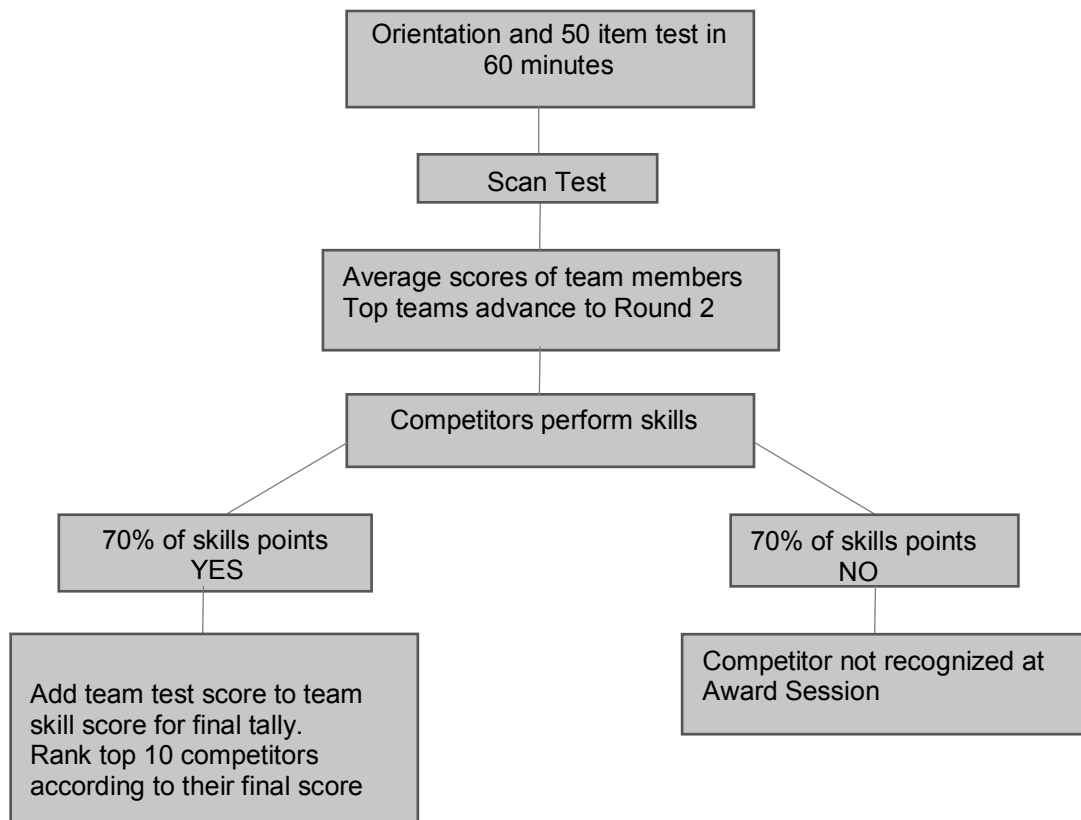 Orientation and 50 item test in
60 minutes
Scan Test
Average scores of team members
Top teams advance to Round 2
Competitors perform skills
70% of skills points
YES
70% of skills points
NO
Add team test score to team
skill score for final tally.
Rank top 10 competitors
according to their final score
Competitor not recognized at
Award Session